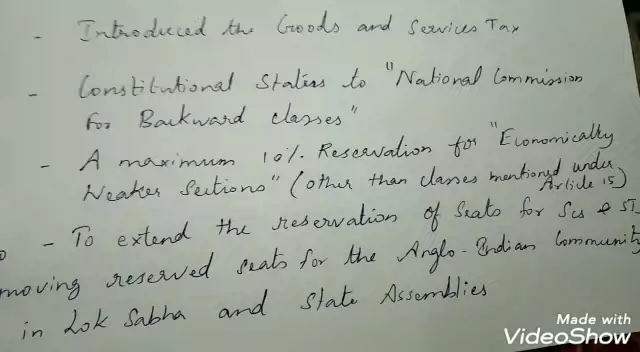 - Introduced the Goods and Services Tax
- Constitutional Status to "National Commission
for Backward classes"
- A maximum 10% Reservation for "Economically
Weaker Sections" (other than classes mentioned under
Article 15)
- To extend the reservation of Seats for SCs & ST
moving reserved seats for the Anglo-Indian Community
in Lok Sabha and State Assemblies
Made with
VideoShow